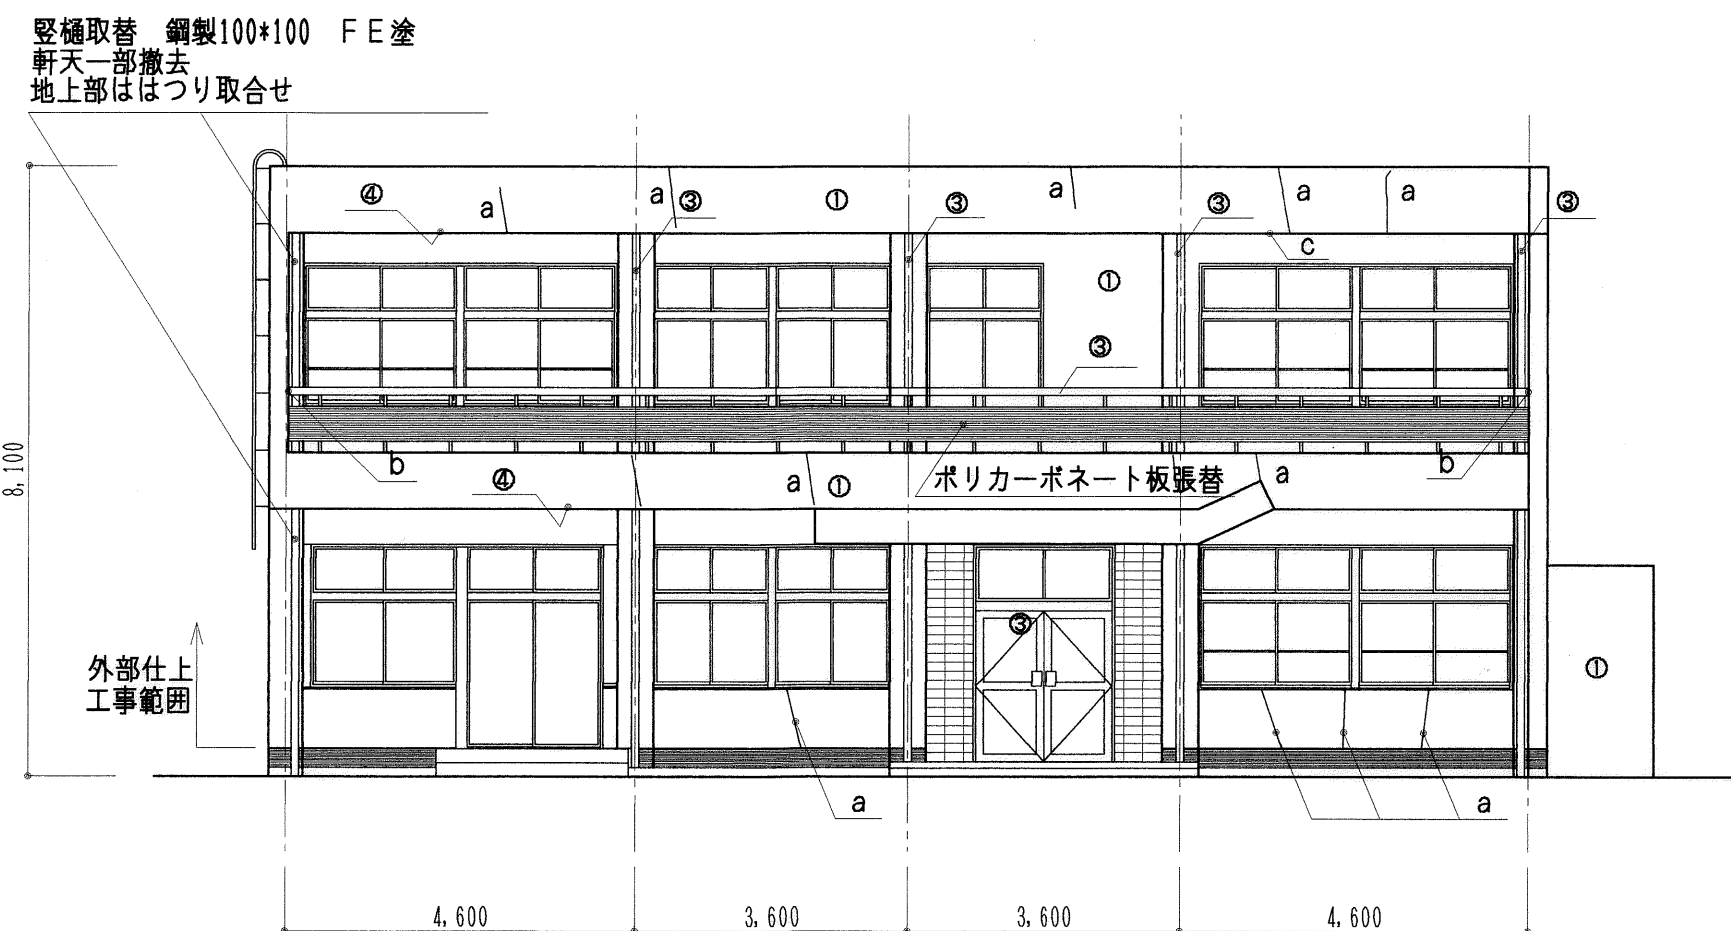 竪樋取替　鋼製100*100　ＦＥ塗
軒天一部撤去
地上部ははつり取合せ
④
a
a
③
①
③
a
③
a
a
③
c
①
③
8,100
b
④
a
①
ポリカーボネート板張替
a
b
③
外部仕上
工事範囲
①
a
a
4,600
3,600
3,600
4,600